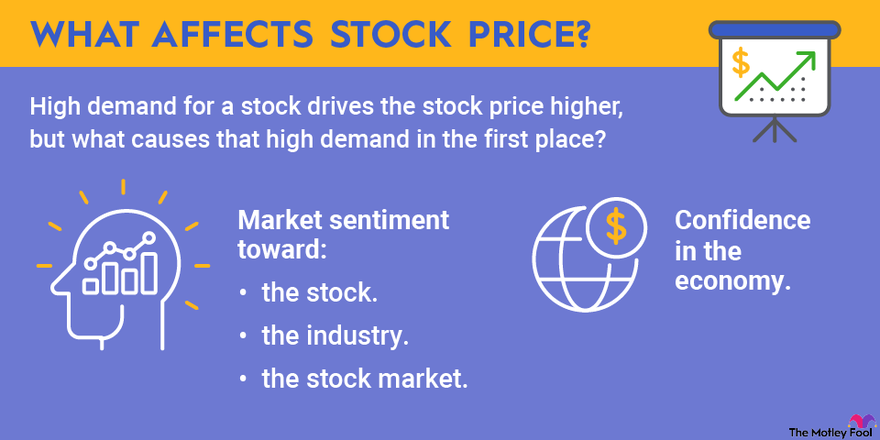 WHAT AFFECTS STOCK PRICE?
$
High demand for a stock drives the stock price higher,
but what causes that high demand in the first place?
Market sentiment
toward:
• the stock.
• the industry.
• the stock market.
$
Confidence
in the
economy.
The Motley Fool